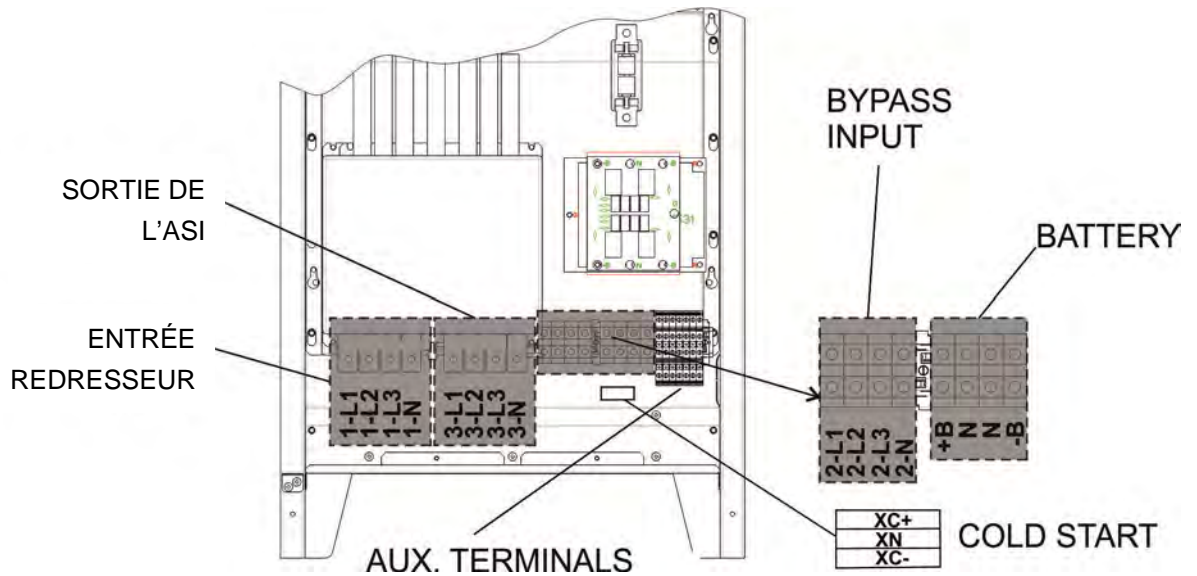 BYPASS
INPUT
SORTIE DE
L'ASI
BATTERY
ENTRÉE
REDRESSEUR
1-L1
1-L2
1-L3
1-N
3-L1
3-L2
3-L3
3-N
2-L1
2-L2
2-L3
2-N
+B
N
N
-B
XC+
XN
XC-
COLD START
AUX. TERMINALS